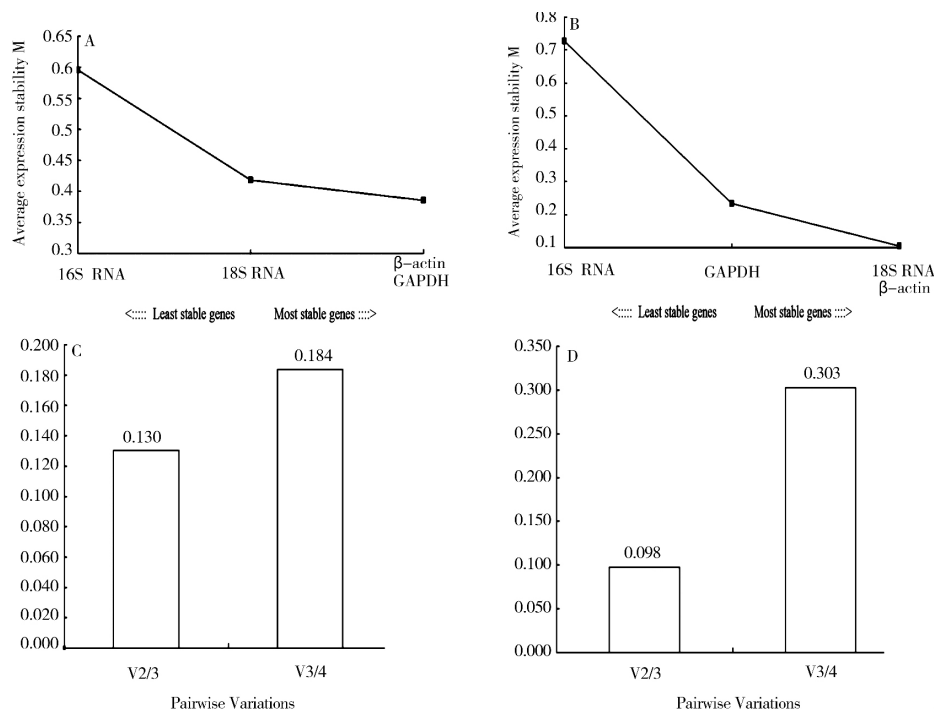 A
Average expression stability M
0.65
0.6
0.55
0.5
0.45
0.4
0.35
0.3
16S RNA
18S RNA
β-actin
GAPDH
<::::: Least stable genes
Most stable genes ::::>
B
Average expression stability M
0.8
0.7
0.6
0.5
0.4
0.3
0.2
0.1
16S RNA
GAPDH
18S RNA
β-actin
<::::: Least stable genes
Most stable genes ::::>
C
0.200
0.180
0.160
0.140
0.120
0.100
0.080
0.060
0.040
0.020
0.000
0.130
0.184
V2/3
V3/4
Pairwise Variations
D
0.350
0.300
0.250
0.200
0.150
0.100
0.050
0.000
0.098
0.303
V2/3
V3/4
Pairwise Variations